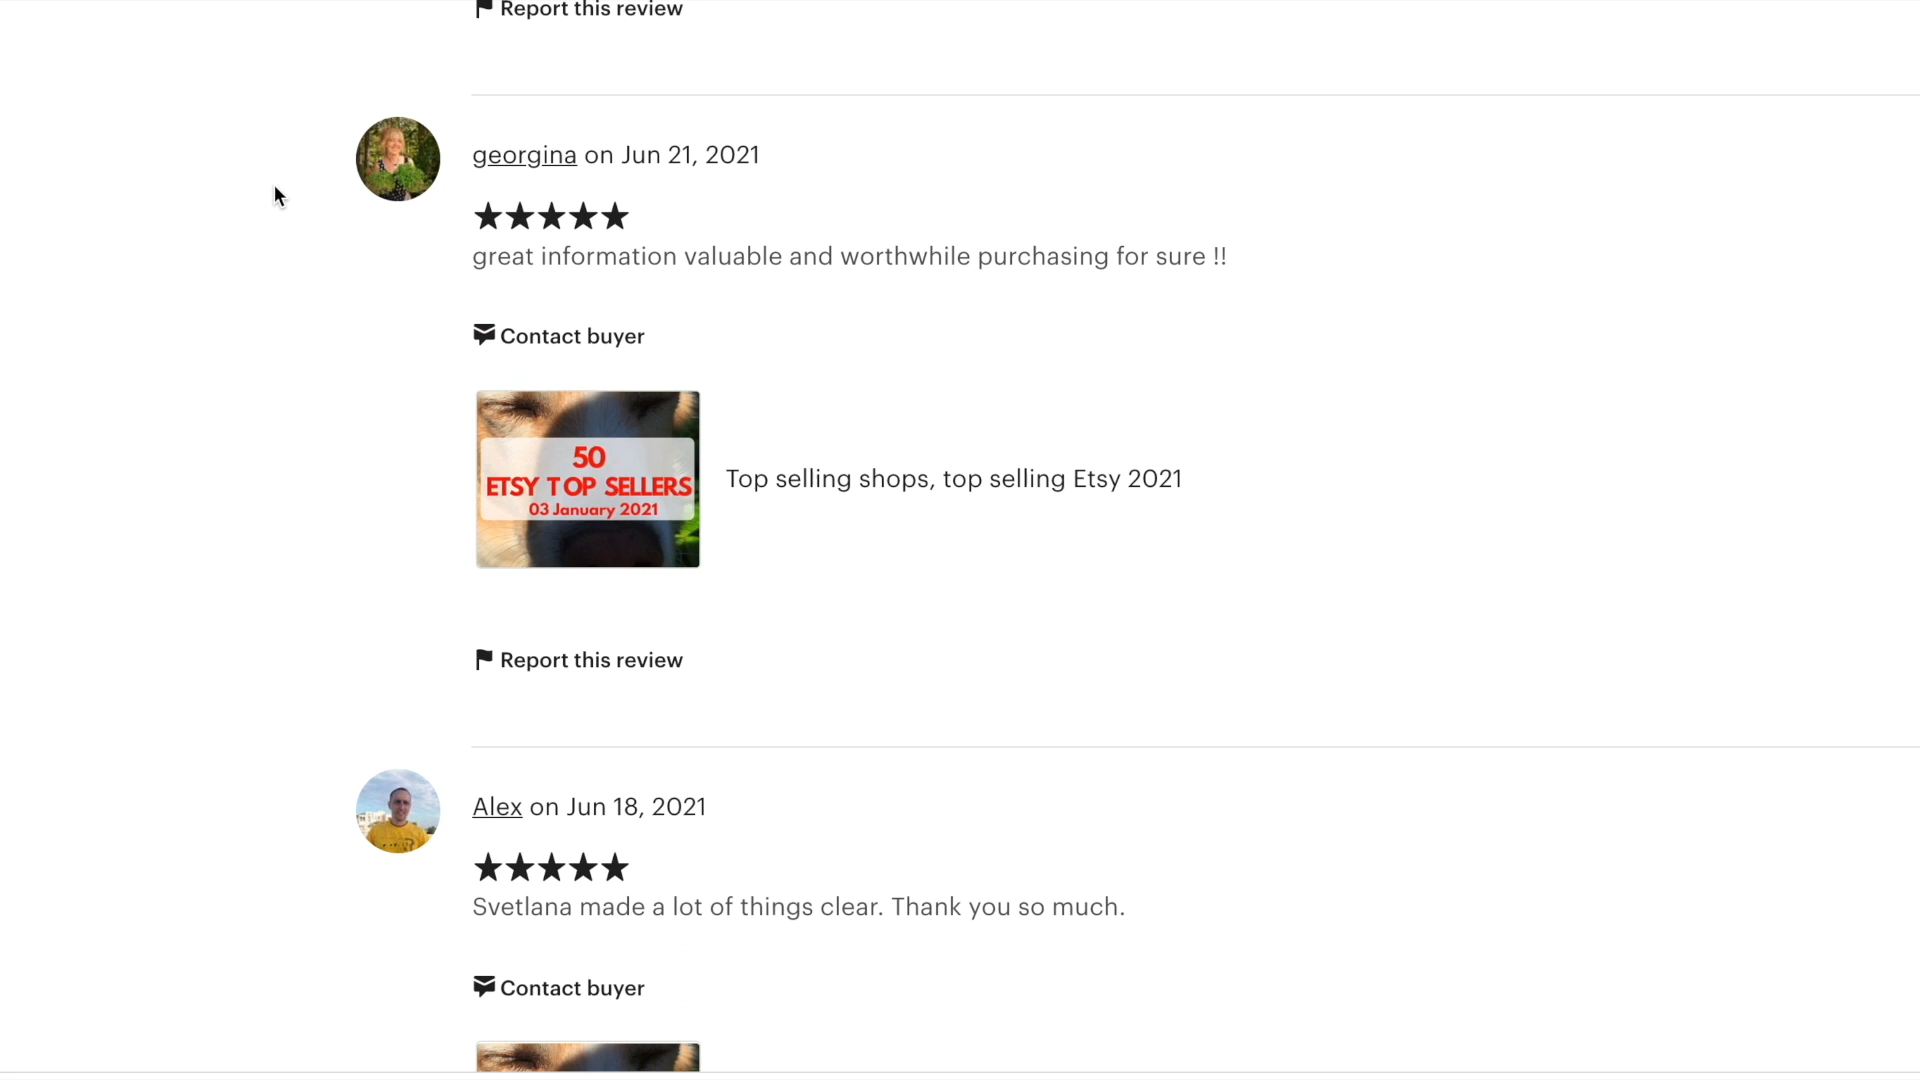 Report this review
georgina on Jun 21, 2021
great information valuable and worthwhile purchasing for sure !!
Contact buyer
50
ETSY TOP SELLERS
03 January 2021
Top selling shops, top selling Etsy 2021
Report this review
Alex on Jun 18, 2021
Svetlana made a lot of things clear. Thank you so much.
Contact buyer